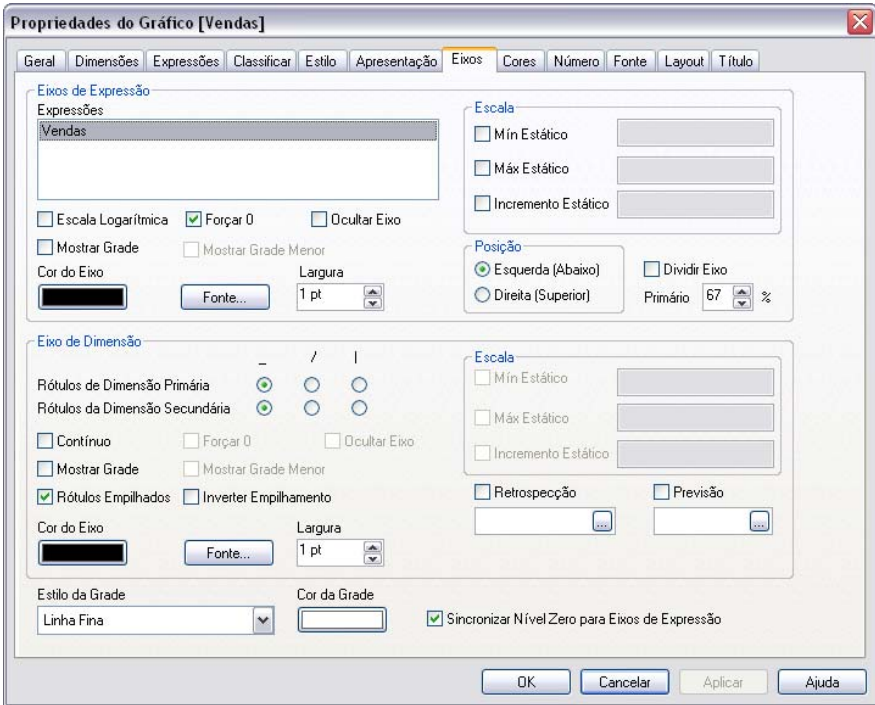 Propriedades do Gráfico [Vendas]
Geral Dimensões Expressões Classificar Estilo Apresentação Eixos Cores Número Fonte Layout Título
Eixos de Expressão
Expressões
Vendas
Escala Logarítmica Forçar 0 Ocultar Eixo
Mostrar Grade Mostrar Grade Menor
Cor do Eixo Largura
Fonte... 1 pt
Escala
Mín Estático
Máx Estático
Incremento Estático
Posição
Esquerda (Abaixo) Dividir Eixo
Direita (Superior) Primário 67 %
Eixo de Dimensão
_ / |
Rótulos de Dimensão Primária
Rótulos da Dimensão Secundária
Contínuo Forçar 0 Ocultar Eixo
Mostrar Grade Mostrar Grade Menor
Rótulos Empilhados Inverter Empilhamento
Cor do Eixo Largura
Fonte... 1 pt
Escala
Mín Estático
Máx Estático
Incremento Estático
Retrospecção Previsão
... ...
Estilo da Grade Cor da Grade
Linha Fina Sincronizar Nível Zero para Eixos de Expressão
OK Cancelar Aplicar Ajuda